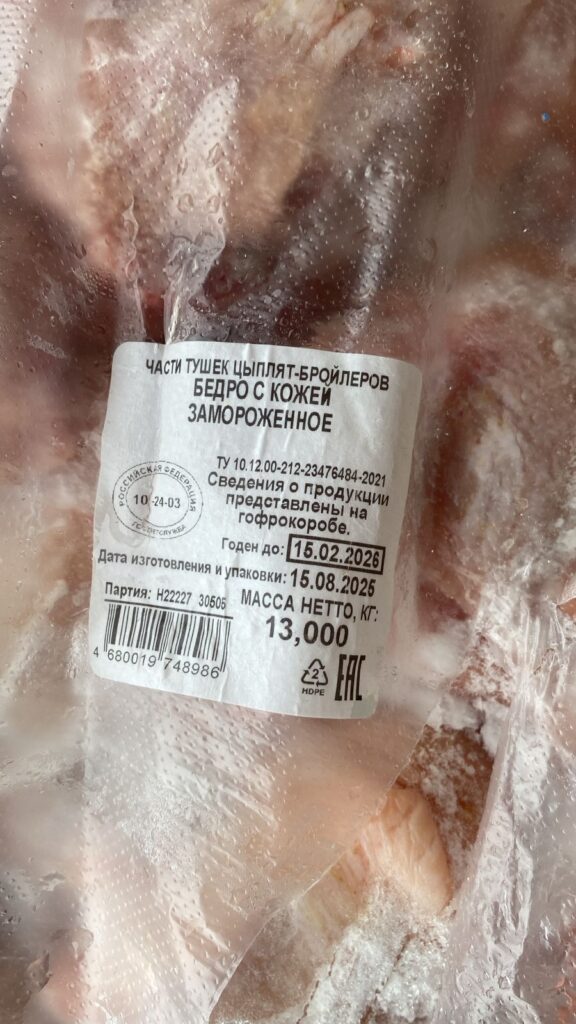 ЧАСТИ ТУШЕК ЦЫПЛЯТ-БРОЙЛЕРОВ
БЕДРО С КОЖЕЙ
ЗАМОРОЖЕННОЕ
ТУ 10.12.00-212-23476484-2021
Сведения о продукции
представлены на
гофрокоробе.
РОССИЙСКАЯ ФЕДЕРАЦИЯ
10 -24-03
ГОСВЕТСЛУЖБА
Годен до: 15.02.2026
Дата изготовления и упаковки: 15.08.2025
Партия: Н22227 30505
МАССА НЕТТО, КГ:
13,000
4 680019 748986
2
HDPE
EAC